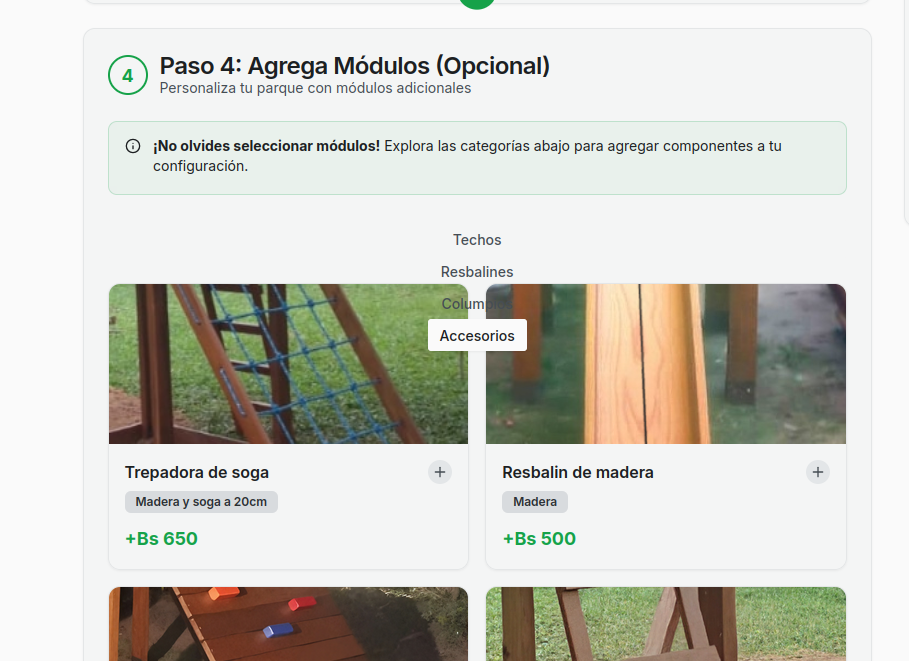 4
Paso 4: Agrega Módulos (Opcional)
Personaliza tu parque con módulos adicionales
¡No olvides seleccionar módulos! Explora las categorías abajo para agregar componentes a tu
configuración.
Techos
Resbalines
Columpios
Accesorios
Trepadora de soga
Madera y soga a 20cm
+Bs 650
Resbalin de madera
Madera
+Bs 500